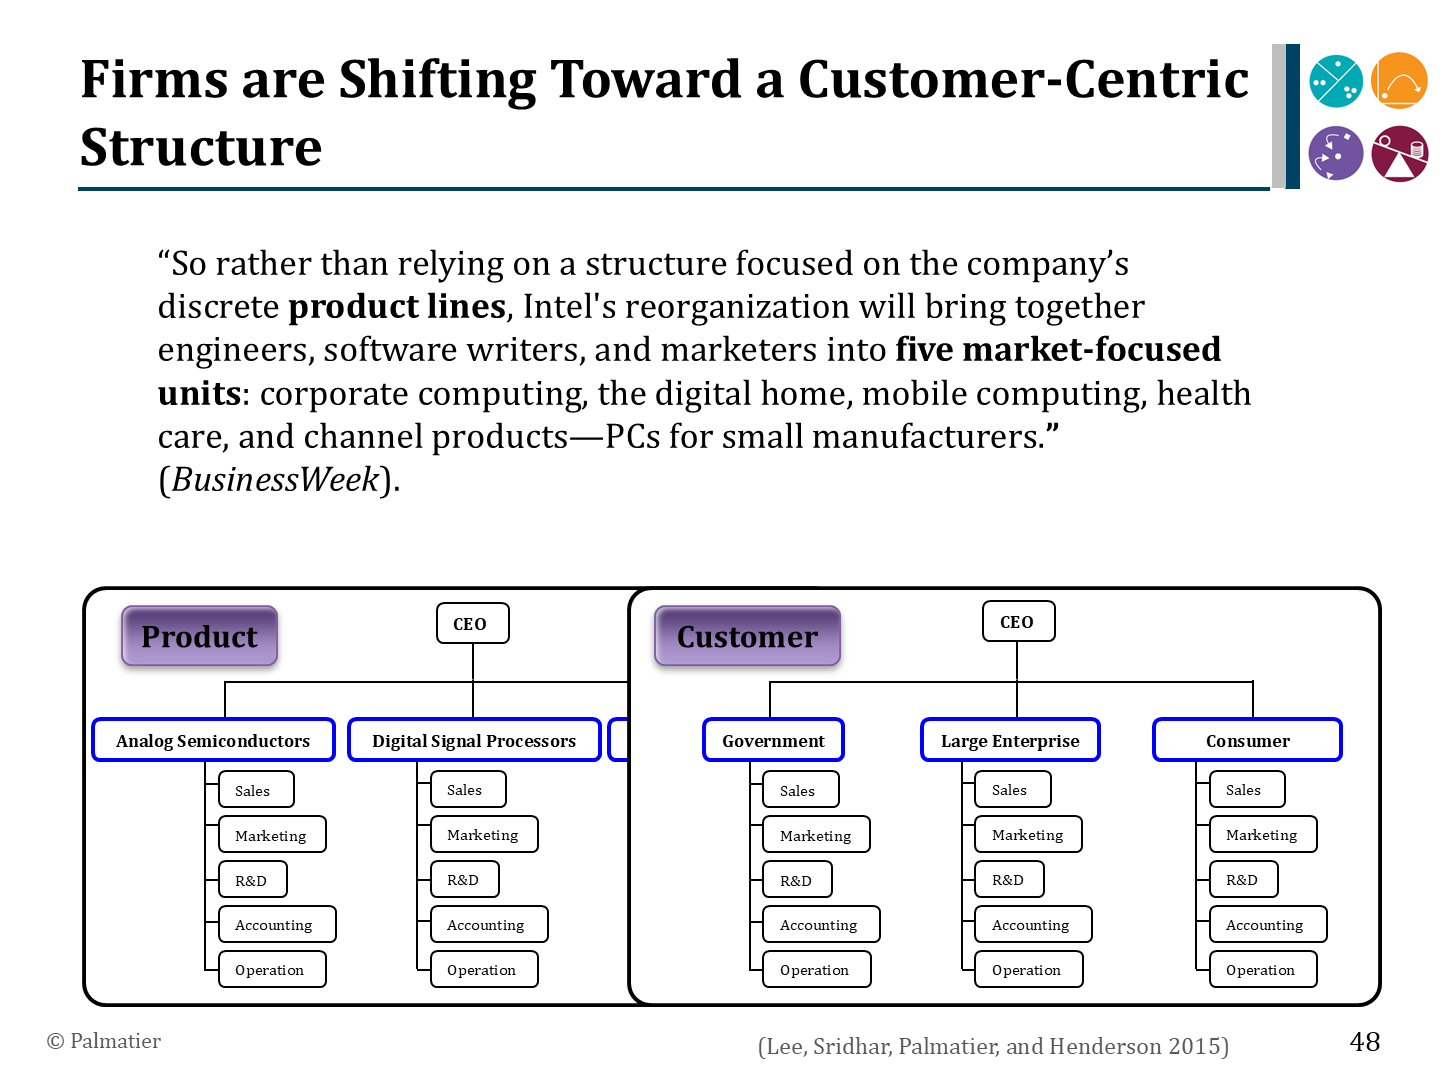 Firms are Shifting Toward a Customer-Centric
Structure
“So rather than relying on a structure focused on the company’s
discrete product lines, Intel's reorganization will bring together
engineers, software writers, and marketers into five market-focused
units: corporate computing, the digital home, mobile computing, health
care, and channel products—PCs for small manufacturers.”
(BusinessWeek).
Product
CEO
Analog Semiconductors
Digital Signal Processors
Sales
Marketing
R&D
Accounting
Operation
Sales
Marketing
R&D
Accounting
Operation
Customer
CEO
Government
Large Enterprise
Consumer
Sales
Marketing
R&D
Accounting
Operation
Sales
Marketing
R&D
Accounting
Operation
Sales
Marketing
R&D
Accounting
Operation
© Palmatier
(Lee, Sridhar, Palmatier, and Henderson 2015)
48